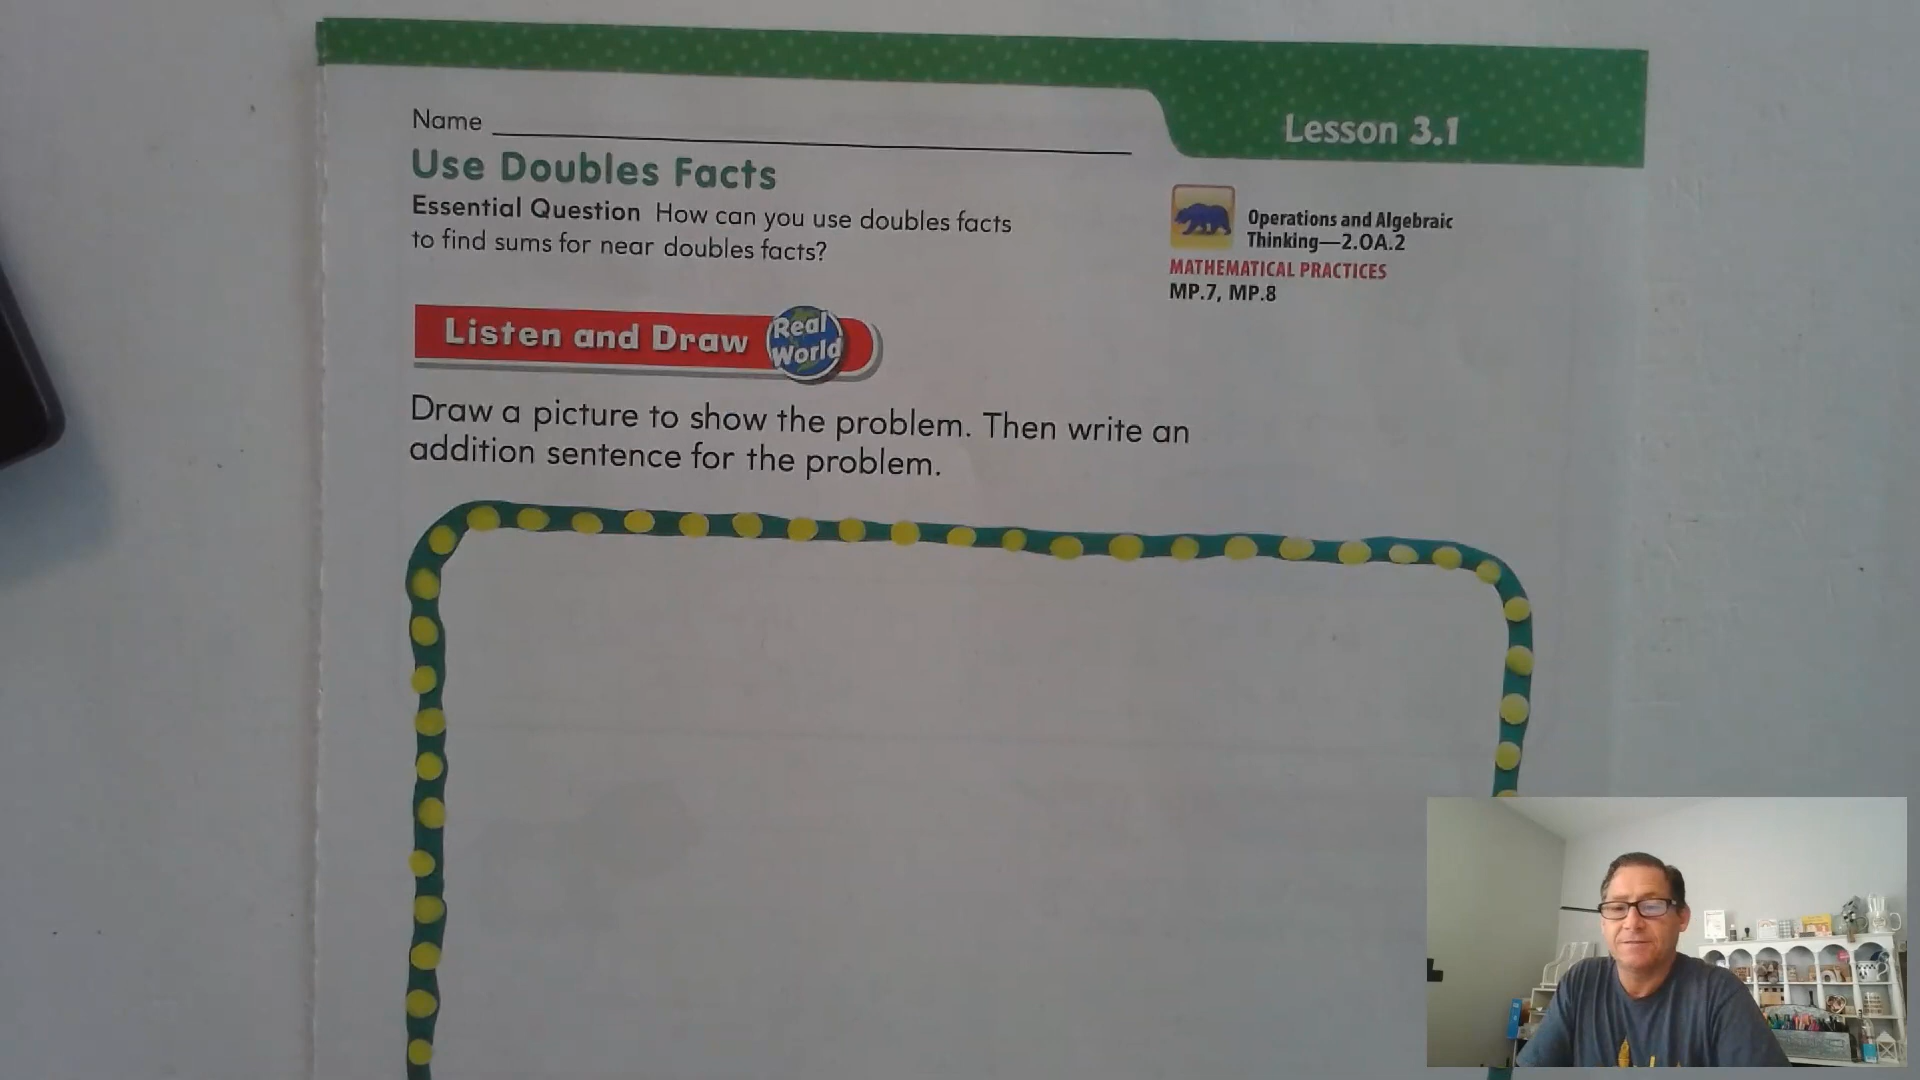 Name
Lesson 3.1
Use Doubles Facts
Essential Question How can you use doubles facts
to find sums for near doubles facts?
Operations and Algebraic
Thinking—2.OA.2
MATHEMATICAL PRACTICES
MP.7, MP.8
Listen and Draw
Real
World
Draw a picture to show the problem. Then write an
addition sentence for the problem.